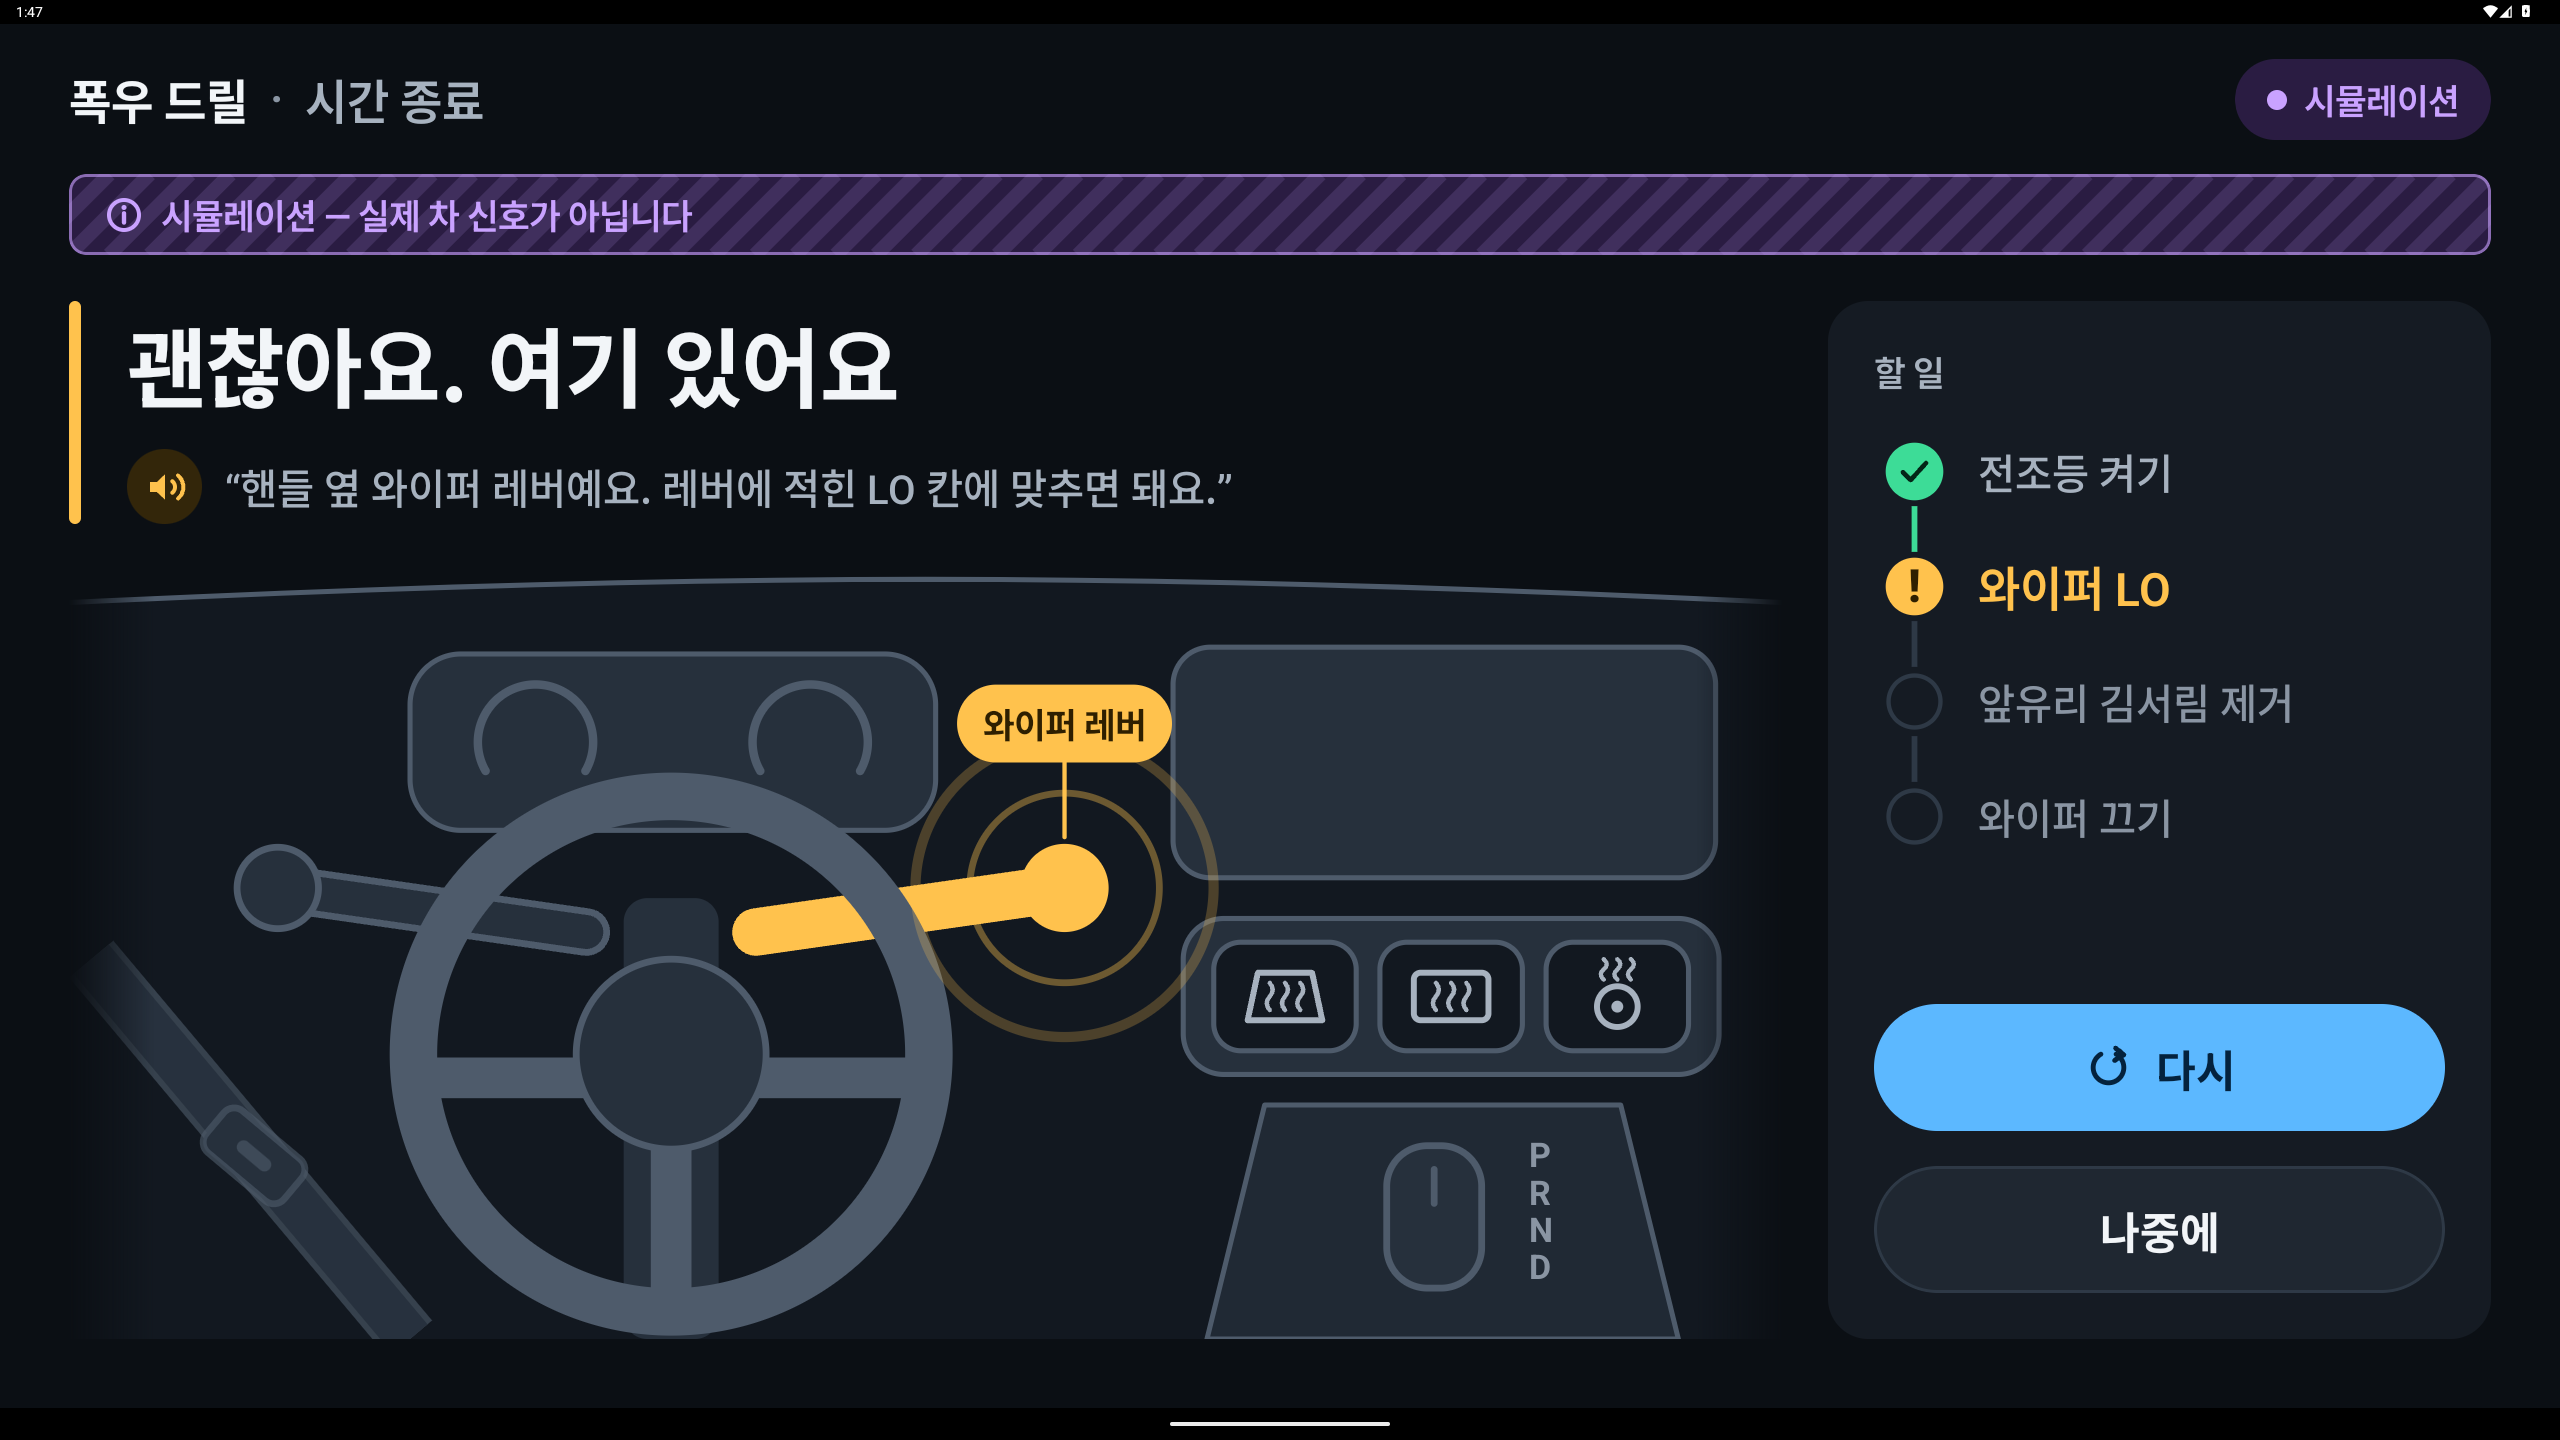 1:47
폭우 드릴 · 시간 종료
시뮬레이션
시뮬레이션 – 실제 차 신호가 아닙니다
괜찮아요. 여기 있어요
“핸들 옆 와이퍼 레버예요. 레버에 적힌 LO 칸에 맞추면 돼요.”
와이퍼 레버
P
R
N
D
할 일
전조등 켜기
와이퍼 LO
앞유리 김서림 제거
와이퍼 끄기
다시
나중에